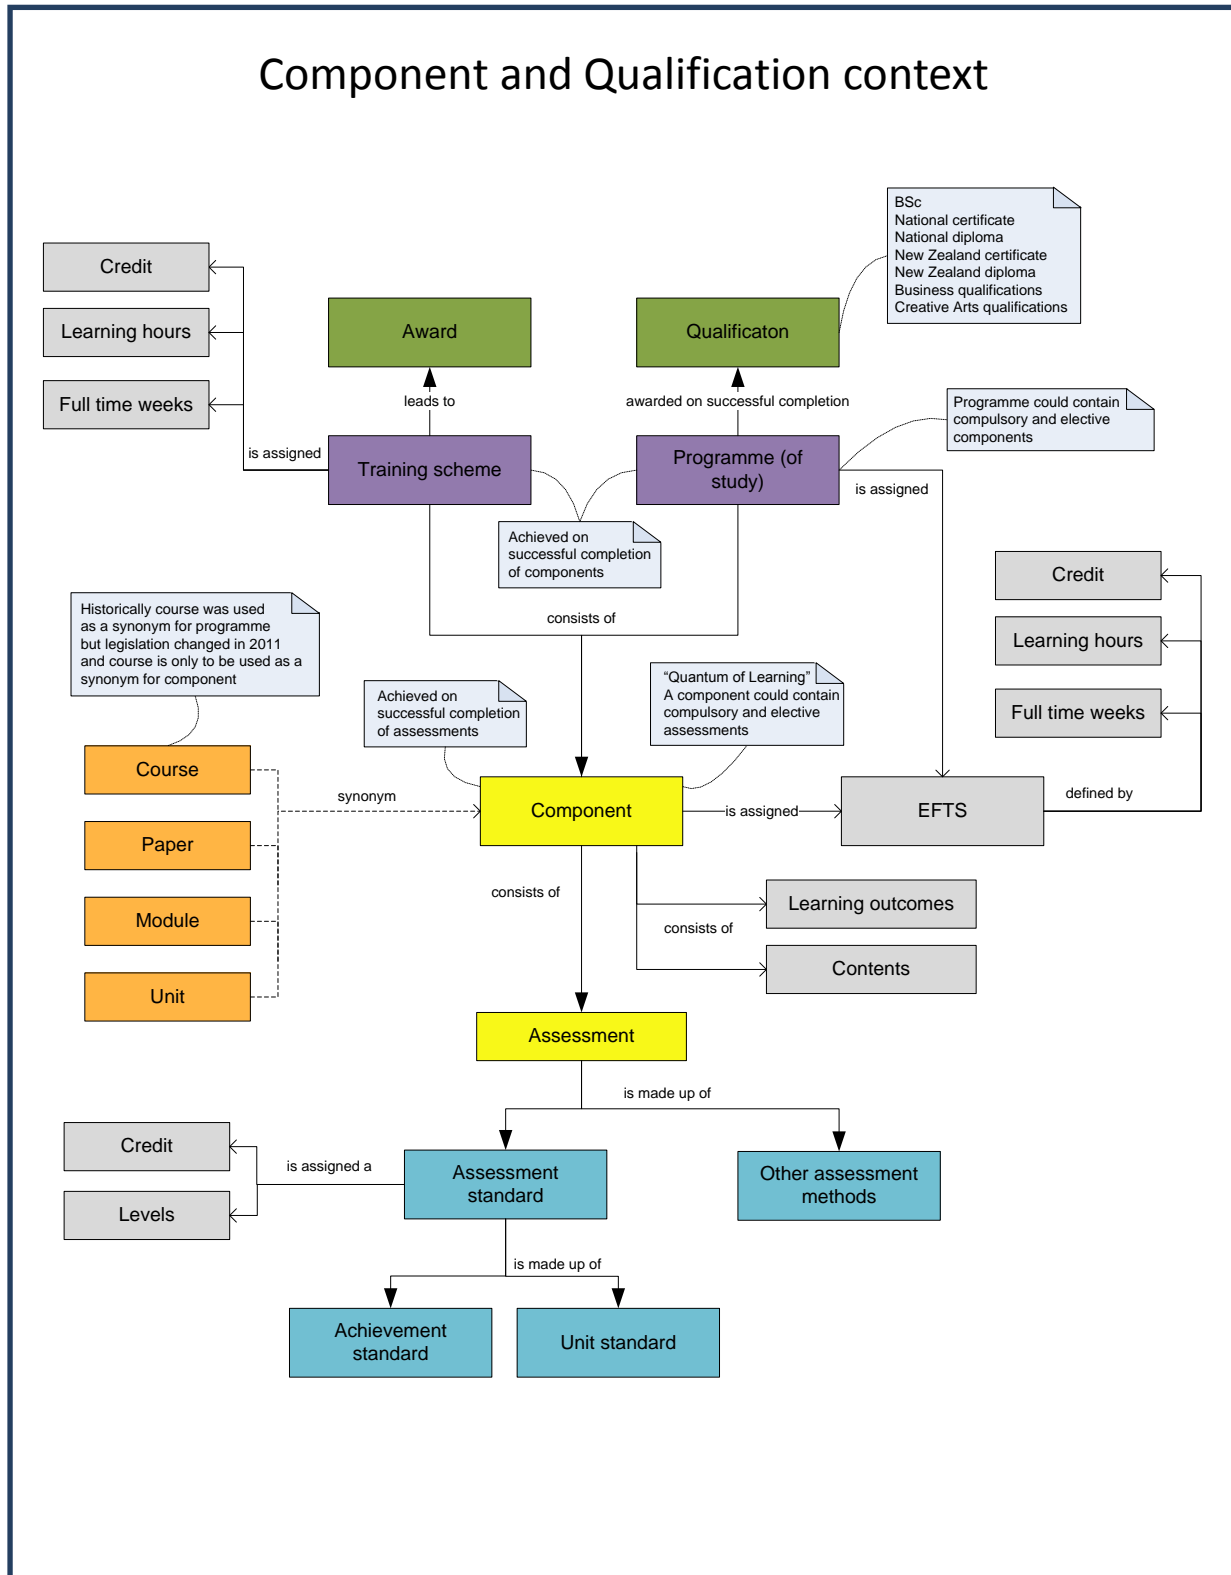 Component and Qualification context
BSc
National certificate
National diploma
New Zealand certificate
New Zealand diploma
Business qualifications
Creative Arts qualifications
Credit
Learning hours
Full time weeks
Award
Qualificaton
leads to
awarded on successful completion
Programme could contain
compulsory and elective
components
is assigned
Training scheme
Programme (of
study)
is assigned
Achieved on
successful completion
of components
Credit
Learning hours
Full time weeks
consists of
Historically course was used
as a synonym for programme
but legislation changed in 2011
and course is only to be used as a
synonym for component
Achieved on
successful completion
of assessments
“Quantum of Learning”
A component could contain
compulsory and elective
assessments
Course
Paper
Module
Unit
synonym
Component
is assigned
EFTS
defined by
consists of
Learning outcomes
consists of
Contents
Assessment
is made up of
Credit
Levels
is assigned a
Assessment
standard
Other assessment
methods
is made up of
Achievement
standard
Unit standard